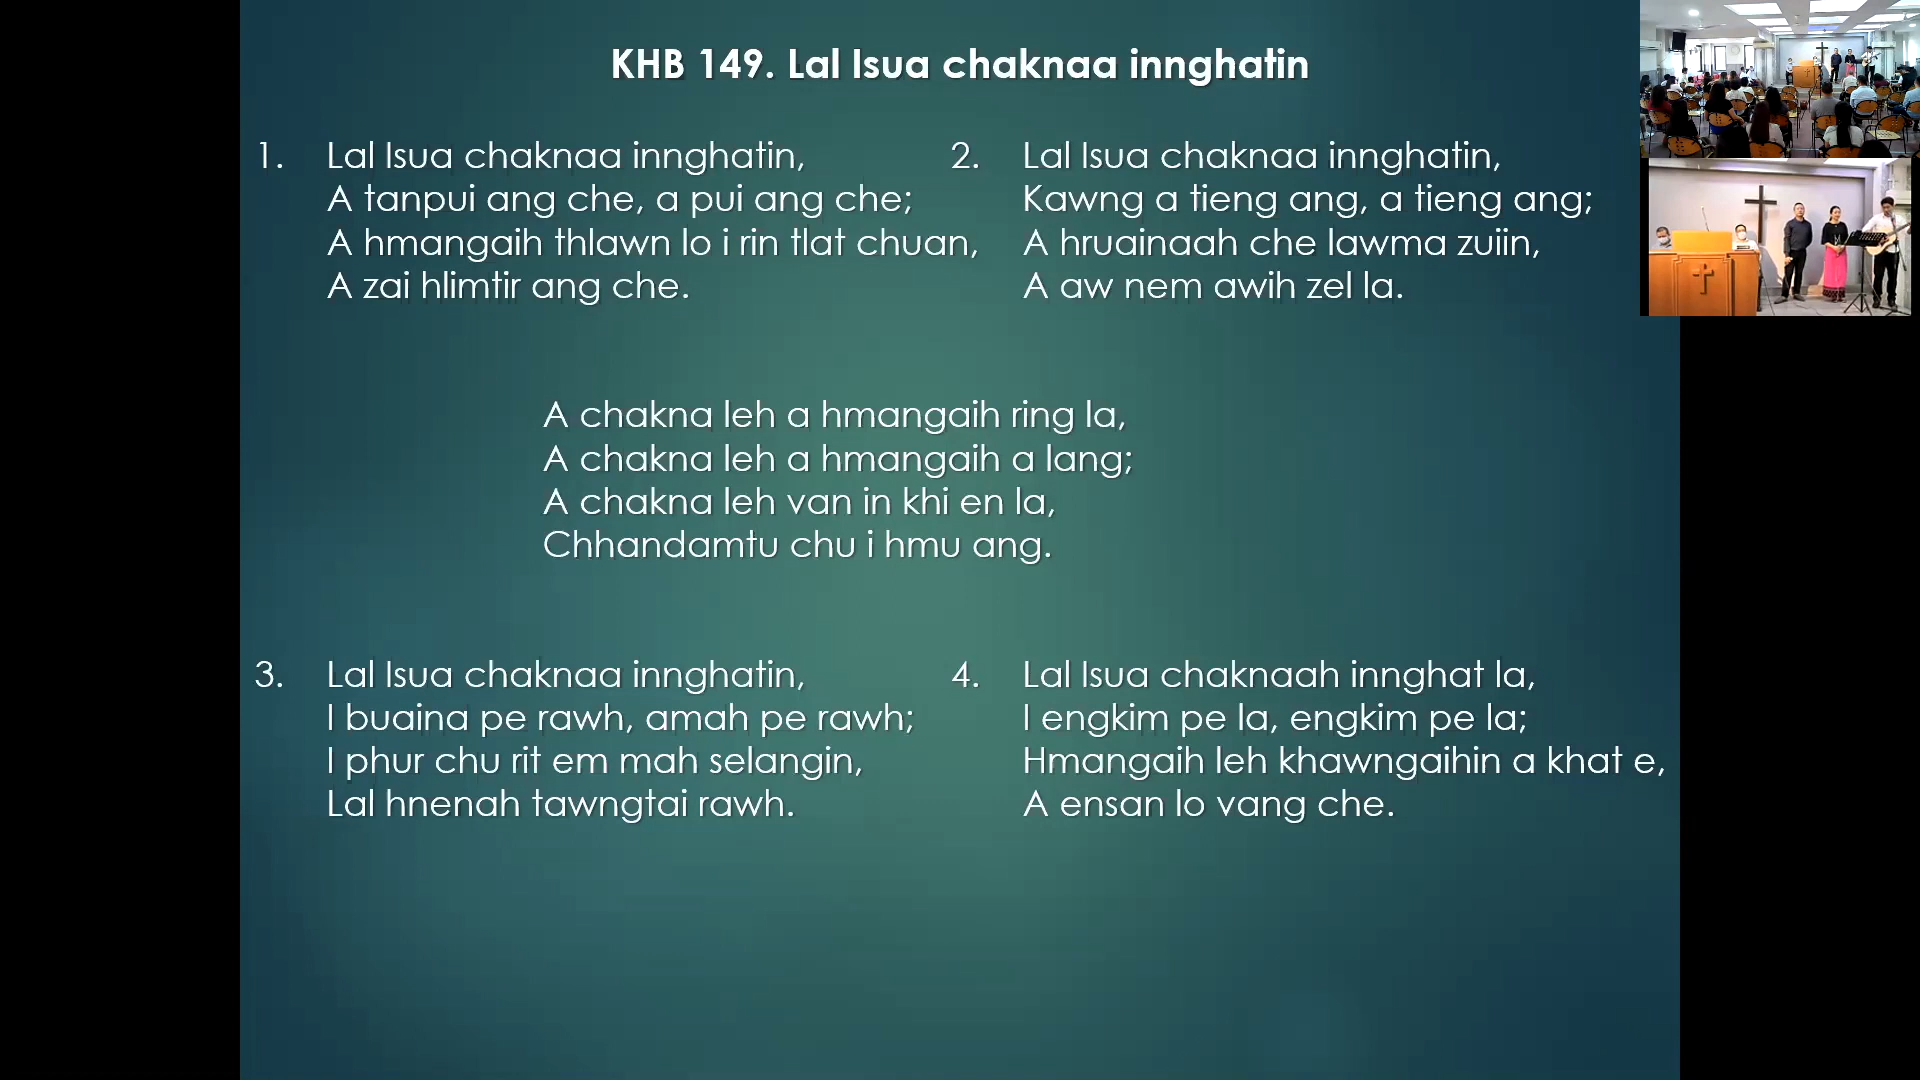 KHB 149. Lal Isua chaknaa innghatin
1. Lal Isua chaknaa innghatin,
A tanpui ang che, a pui ang che;
A hmangaih thlawn lo i rin tlat chuan,
A zai hlimtir ang che.
2. Lal Isua chaknaa innghatin,
Kawng a tieng ang, a tieng ang;
A hruainaah che lawma zuiin,
A aw nem awih zel la.
A chakna leh a hmangaih ring la,
A chakna leh a hmangaih a lang;
A chakna leh van in khi en la,
Chhandamtu chu i hmu ang.
3. Lal Isua chaknaa innghatin,
I buaina pe rawh, amah pe rawh;
I phur chu rit em mah selangin,
Lal hnenah tawngtai rawh.
4. Lal Isua chaknaah innghat la,
I engkim pe la, engkim pe la;
Hmangaih leh khawngaihin a khat e,
A ensan lo vang che.